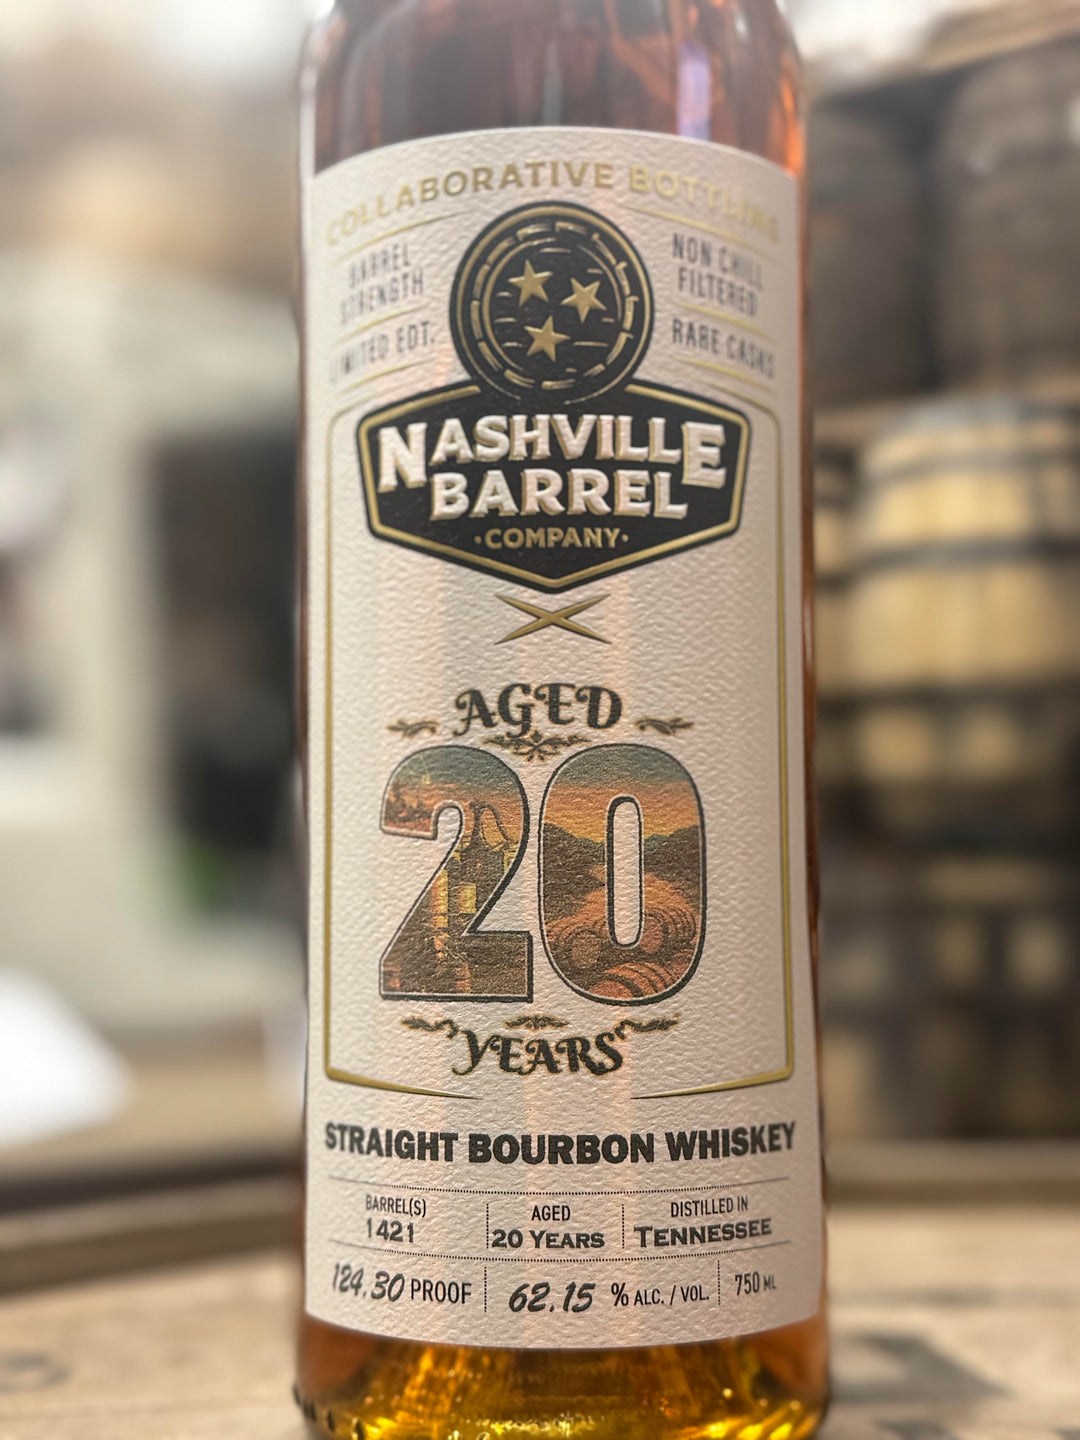 COLLABORATIVE BOTTLING
BARREL
STRENGTH
LIMITED EDT.
NON CHILL
FILTERED
RARE CASKS
NASHVILLE
BARREL
·COMPANY·
AGED
20
YEARS
STRAIGHT BOURBON WHISKEY
BARREL(S)
1421
AGED
20 YEARS
DISTILLED IN
TENNESSEE
124.30 PROOF
62.15 % ALC. / VOL.
750 ML